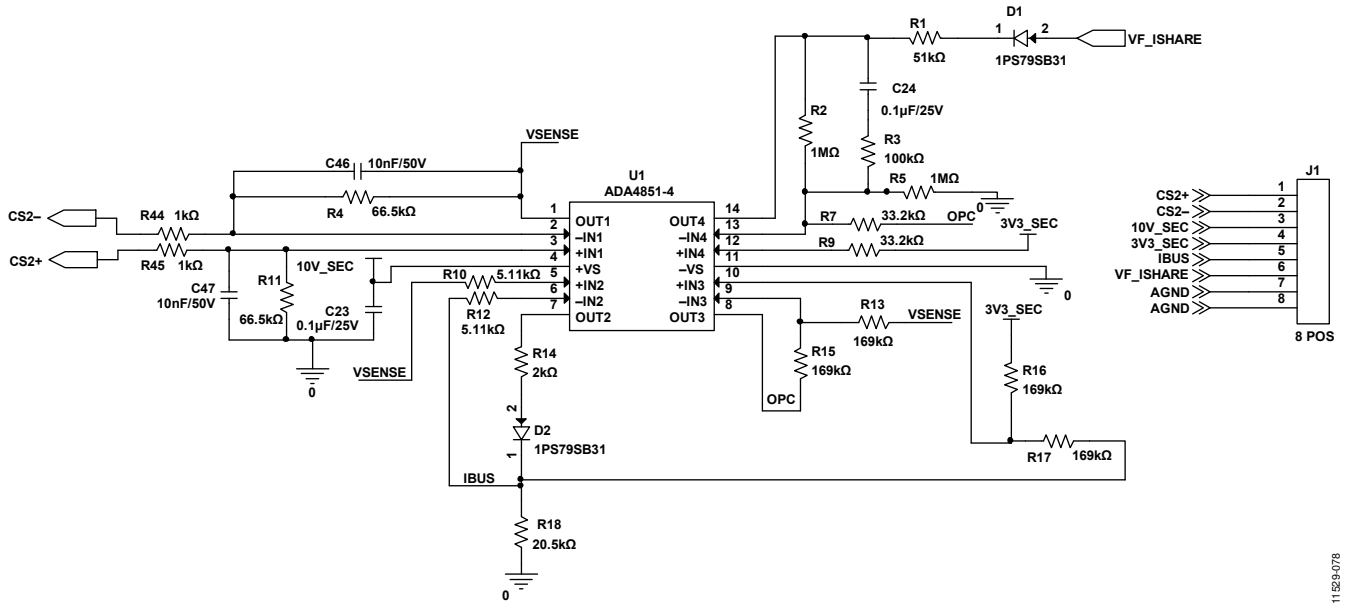 D1
R1
1
2
VF_ISHARE
51kΩ
1PS79SB31
C24
0.1µF/25V
R2
1MΩ
R3
100kΩ
VSENSE
C46
10nF/50V
R4
66.5kΩ
U1
ADA4851-4
R5
1MΩ
0
R7
33.2kΩ
OPC
3V3_SEC
R9
33.2kΩ
CS2–
R44
1kΩ
CS2+
R45
1kΩ
1
2
3
4
5
6
7
OUT1
–IN1
+IN1
+VS
+IN2
–IN2
OUT2
OUT4
–IN4
+IN4
–VS
+IN3
–IN3
OUT3
14
13
12
11
10
9
8
0
C47
10nF/50V
R11
66.5kΩ
10V_SEC
C23
0.1µF/25V
R10
5.11kΩ
R12
5.11kΩ
0
VSENSE
R14
2kΩ
2
D2
1PS79SB31
1
IBUS
R18
20.5kΩ
0
R13
169kΩ
VSENSE
R15
169kΩ
OPC
3V3_SEC
R16
169kΩ
R17
169kΩ
J1
CS2+
1
CS2–
2
10V_SEC
3
3V3_SEC
4
IBUS
5
VF_ISHARE
6
AGND
7
AGND
8
8 POS
11529-078